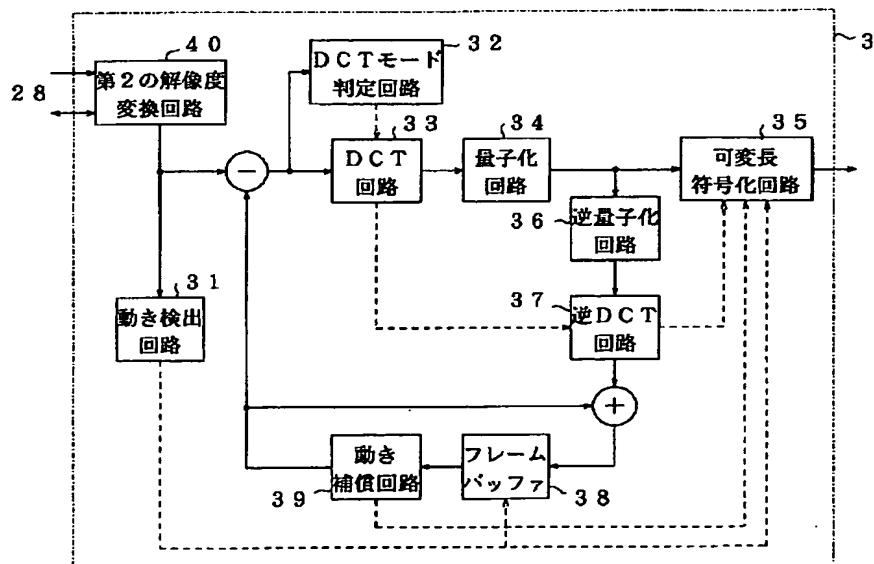 40
第2の解像度
変換回路
28
32
DCTモード
判定回路
3
33
DCT
回路
34
量子化
回路
35
可変長
符号化回路
36
逆量子化
回路
31
動き検出
回路
37
逆DCT
回路
−
+
動き
補償回路
39
フレーム
バッファ
38